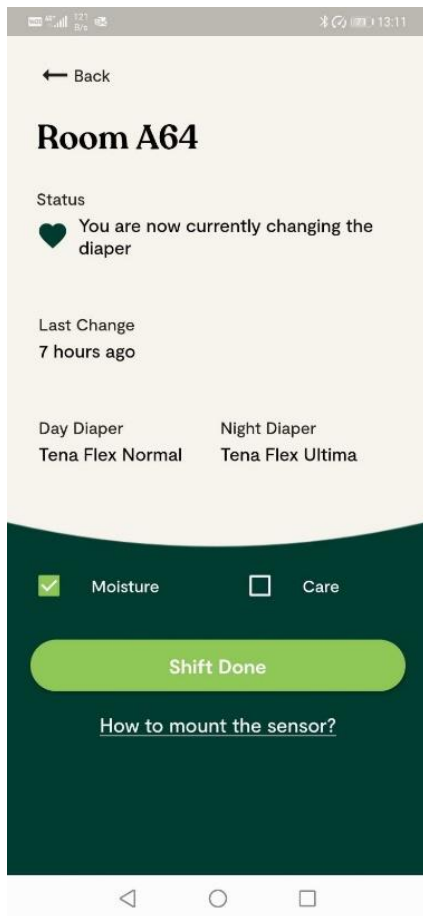 121
B/s
13:11
Back
Room A64
Status
You are now currently changing the
diaper
Last Change
7 hours ago
Day Diaper Night Diaper
Tena Flex Normal Tena Flex Ultima
Moisture Care
Shift Done
How to mount the sensor?